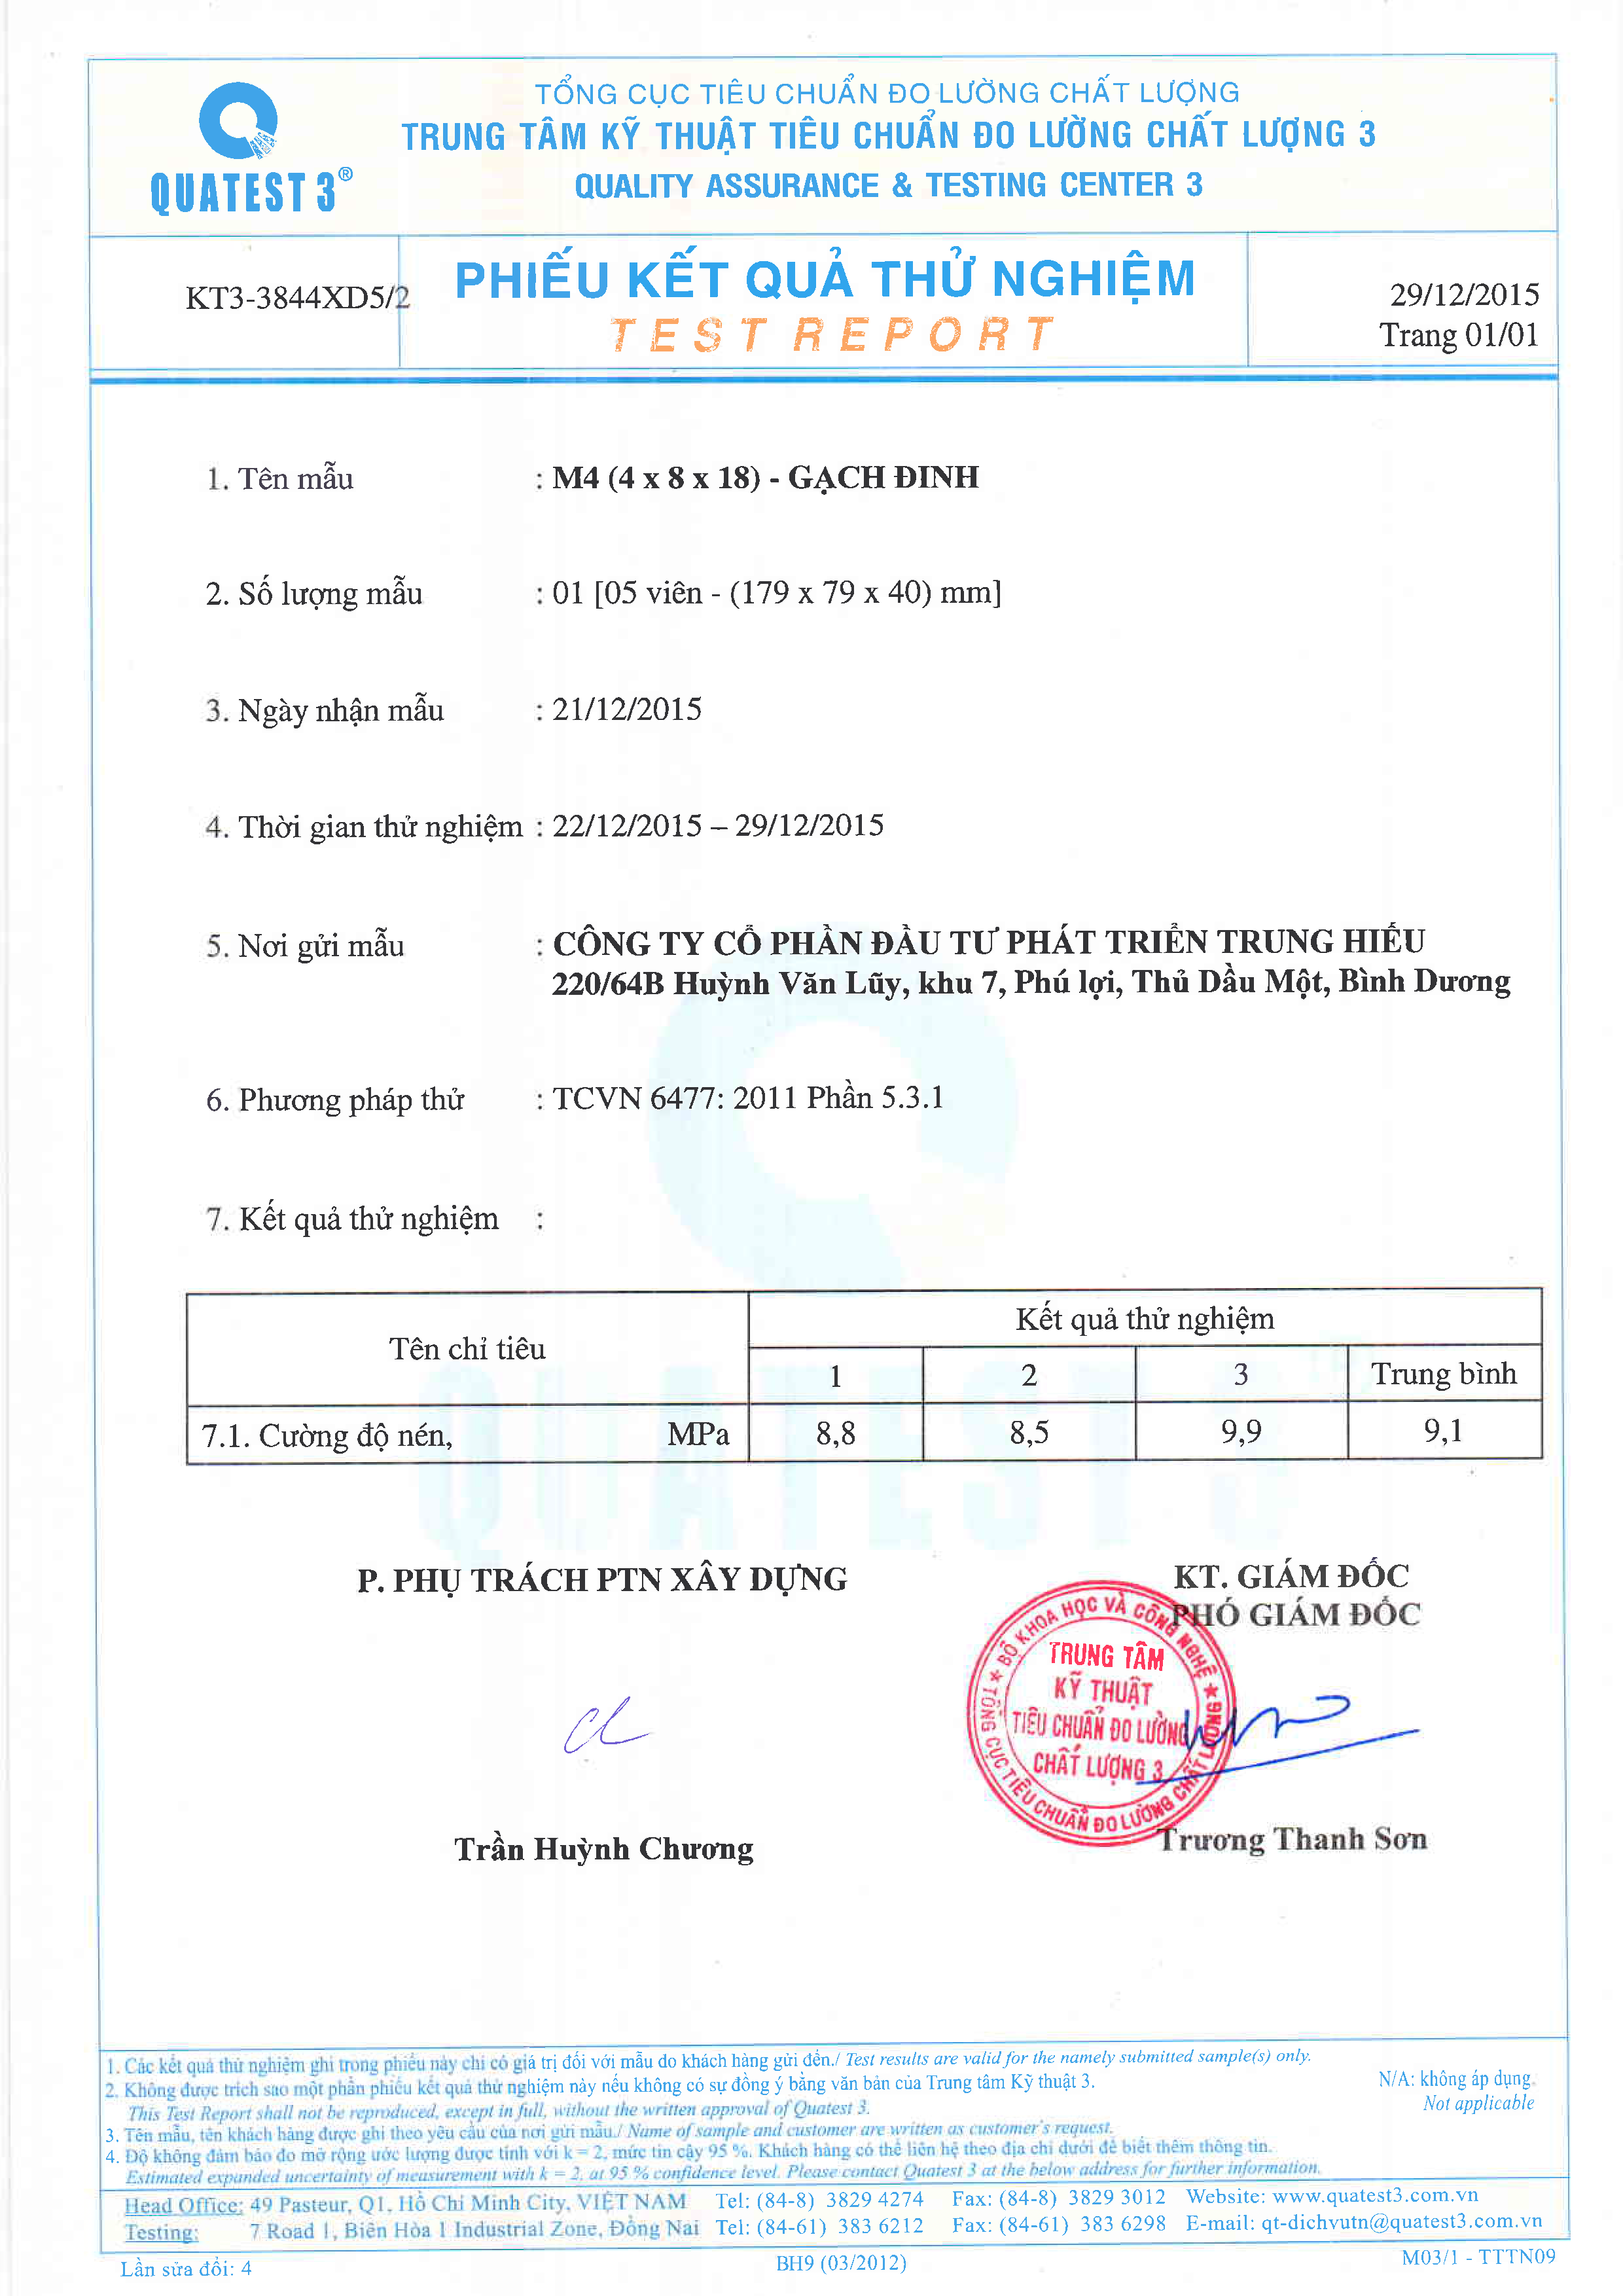 TỔNG CỤC TIÊU CHUẨN ĐO LƯỜNG CHẤT LƯỢNG
TRUNG TÂM KỸ THUẬT TIÊU CHUẨN ĐO LƯỜNG CHẤT LƯỢNG 3
QUALITY ASSURANCE & TESTING CENTER 3
QUATEST 3®
KT3-3844XD5/2
PHIẾU KẾT QUẢ THỬ NGHIỆM
TEST REPORT
29/12/2015
Trang 01/01
1. Tên mẫu : M4 (4 x 8 x 18) - GẠCH ĐINH
2. Số lượng mẫu : 01 [05 viên - (179 x 79 x 40) mm]
3. Ngày nhận mẫu : 21/12/2015
4. Thời gian thử nghiệm : 22/12/2015 – 29/12/2015
5. Nơi gửi mẫu : CÔNG TY CỔ PHẦN ĐẦU TƯ PHÁT TRIỂN TRUNG HIẾU
220/64B Huỳnh Văn Lũy, khu 7, Phú lợi, Thủ Dầu Một, Bình Dương
6. Phương pháp thử : TCVN 6477: 2011 Phần 5.3.1
7. Kết quả thử nghiệm :
Tên chỉ tiêu
Kết quả thử nghiệm
1 2 3 Trung bình
7.1. Cường độ nén, MPa 8,8 8,5 9,9 9,1
QUATEST 3
P. PHỤ TRÁCH PTN XÂY DỰNG
KT. GIÁM ĐỐC
PHÓ GIÁM ĐỐC
BỘ KHOA HỌC VÀ CÔNG NGHỆ
TỔNG CỤC TIÊU CHUẨN ĐO LƯỜNG CHẤT LƯỢNG
TRUNG TÂM
KỸ THUẬT
TIÊU CHUẨN ĐO LƯỜNG
CHẤT LƯỢNG 3
Trần Huỳnh Chương
Trương Thanh Sơn
1. Các kết quả thử nghiệm ghi trong phiếu này chỉ có giá trị đối với mẫu do khách hàng gửi đến./ Test results are valid for the namely submitted sample(s) only.
2. Không được trích sao một phần phiếu kết quả thử nghiệm này nếu không có sự đồng ý bằng văn bản của Trung tâm Kỹ thuật 3.
This Test Report shall not be reproduced, except in full, without the written approval of Quatest 3.
3. Tên mẫu, tên khách hàng được ghi theo yêu cầu của nơi gửi mẫu./ Name of sample and customer are written as customer's request.
4. Độ không đảm bảo đo mở rộng ước lượng được tính với k = 2, mức tin cậy 95 %. Khách hàng có thể liên hệ theo địa chỉ dưới để biết thêm thông tin.
Estimated expanded uncertainty of measurement with k = 2, at 95 % confidence level. Please contact Quatest 3 at the below address for further information.
N/A: không áp dụng.
Not applicable
Head Office: 49 Pasteur, Q1, Hồ Chí Minh City, VIỆT NAM Tel: (84-8) 3829 4274 Fax: (84-8) 3829 3012 Website: www.quatest3.com.vn
Testing: 7 Road 1, Biên Hòa 1 Industrial Zone, Đồng Nai Tel: (84-61) 383 6212 Fax: (84-61) 383 6298 E-mail: qt-dichvutn@quatest3.com.vn
Lần sửa đổi: 4
BH9 (03/2012)
M03/1 - TTTN09